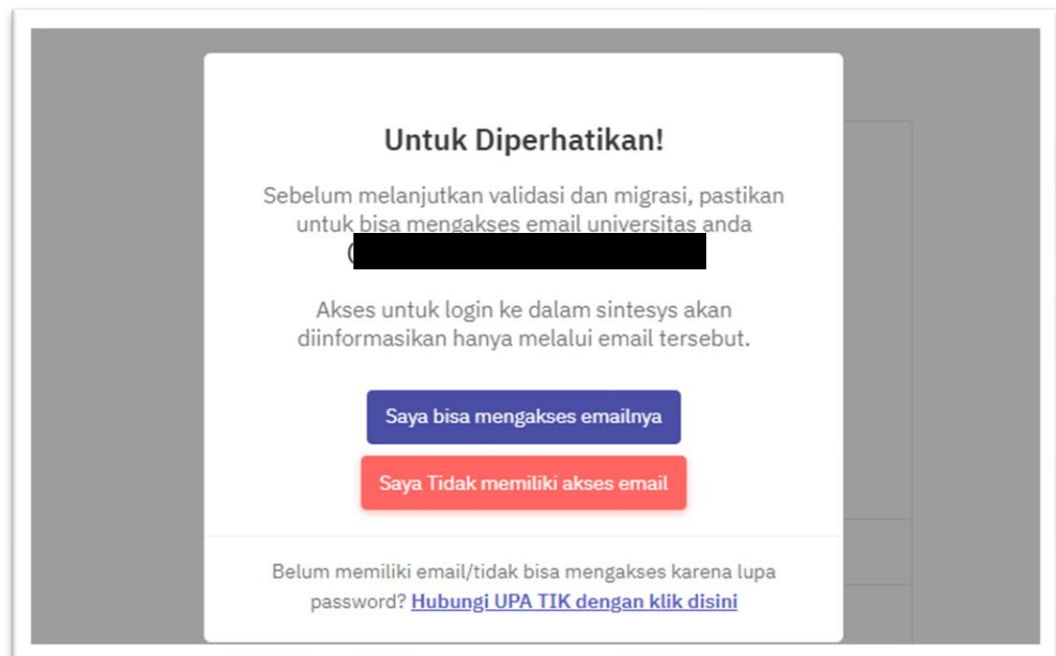 Untuk Diperhatikan!
Sebelum melanjutkan validasi dan migrasi, pastikan
untuk bisa mengakses email universitas anda
(
Akses untuk login ke dalam sintesys akan
diinformasikan hanya melalui email tersebut.
Saya bisa mengakses emailnya
Saya Tidak memiliki akses email
Belum memiliki email/tidak bisa mengakses karena lupa
password? Hubungi UPA TIK dengan klik disini